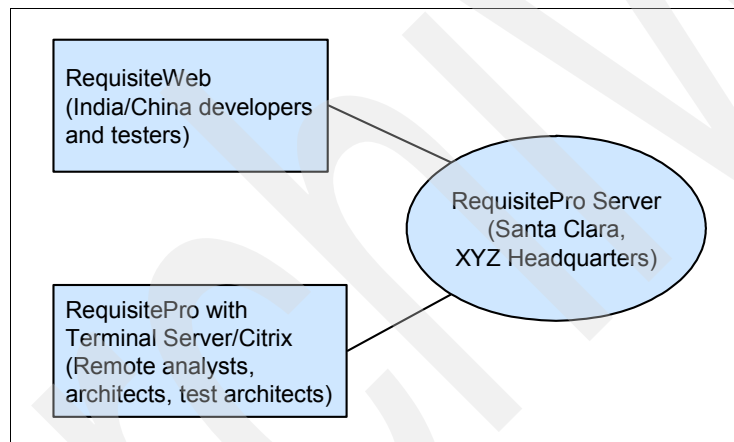 RequisiteWeb
(India/China developers
and testers)
RequisitePro Server
(Santa Clara,
XYZ Headquarters)
RequisitePro with
Terminal Server/Citrix
(Remote analysts,
architects, test architects)